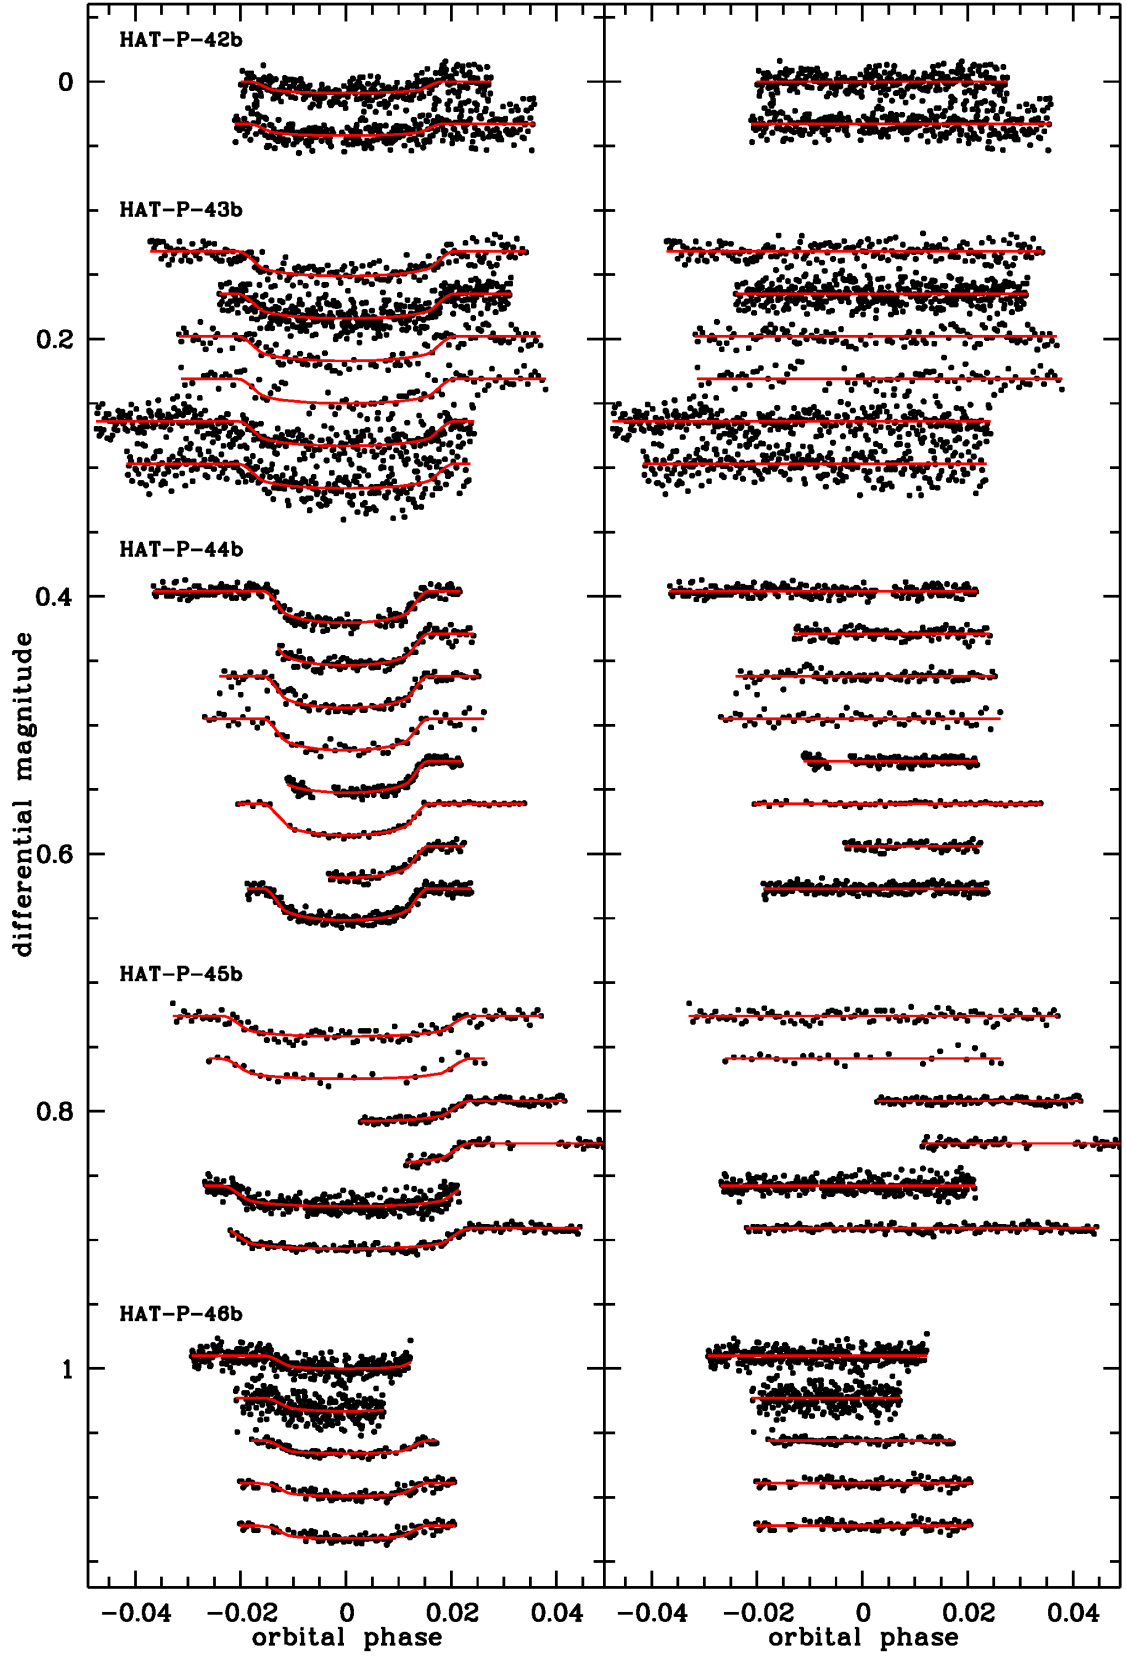 HAT-P-42b
0
HAT-P-43b
0.2
HAT-P-44b
0.4
differential magnitude
0.6
HAT-P-45b
0.8
HAT-P-46b
1
−0.04 −0.02 0 0.02 0.04 −0.04 −0.02 0 0.02 0.04
orbital phase orbital phase